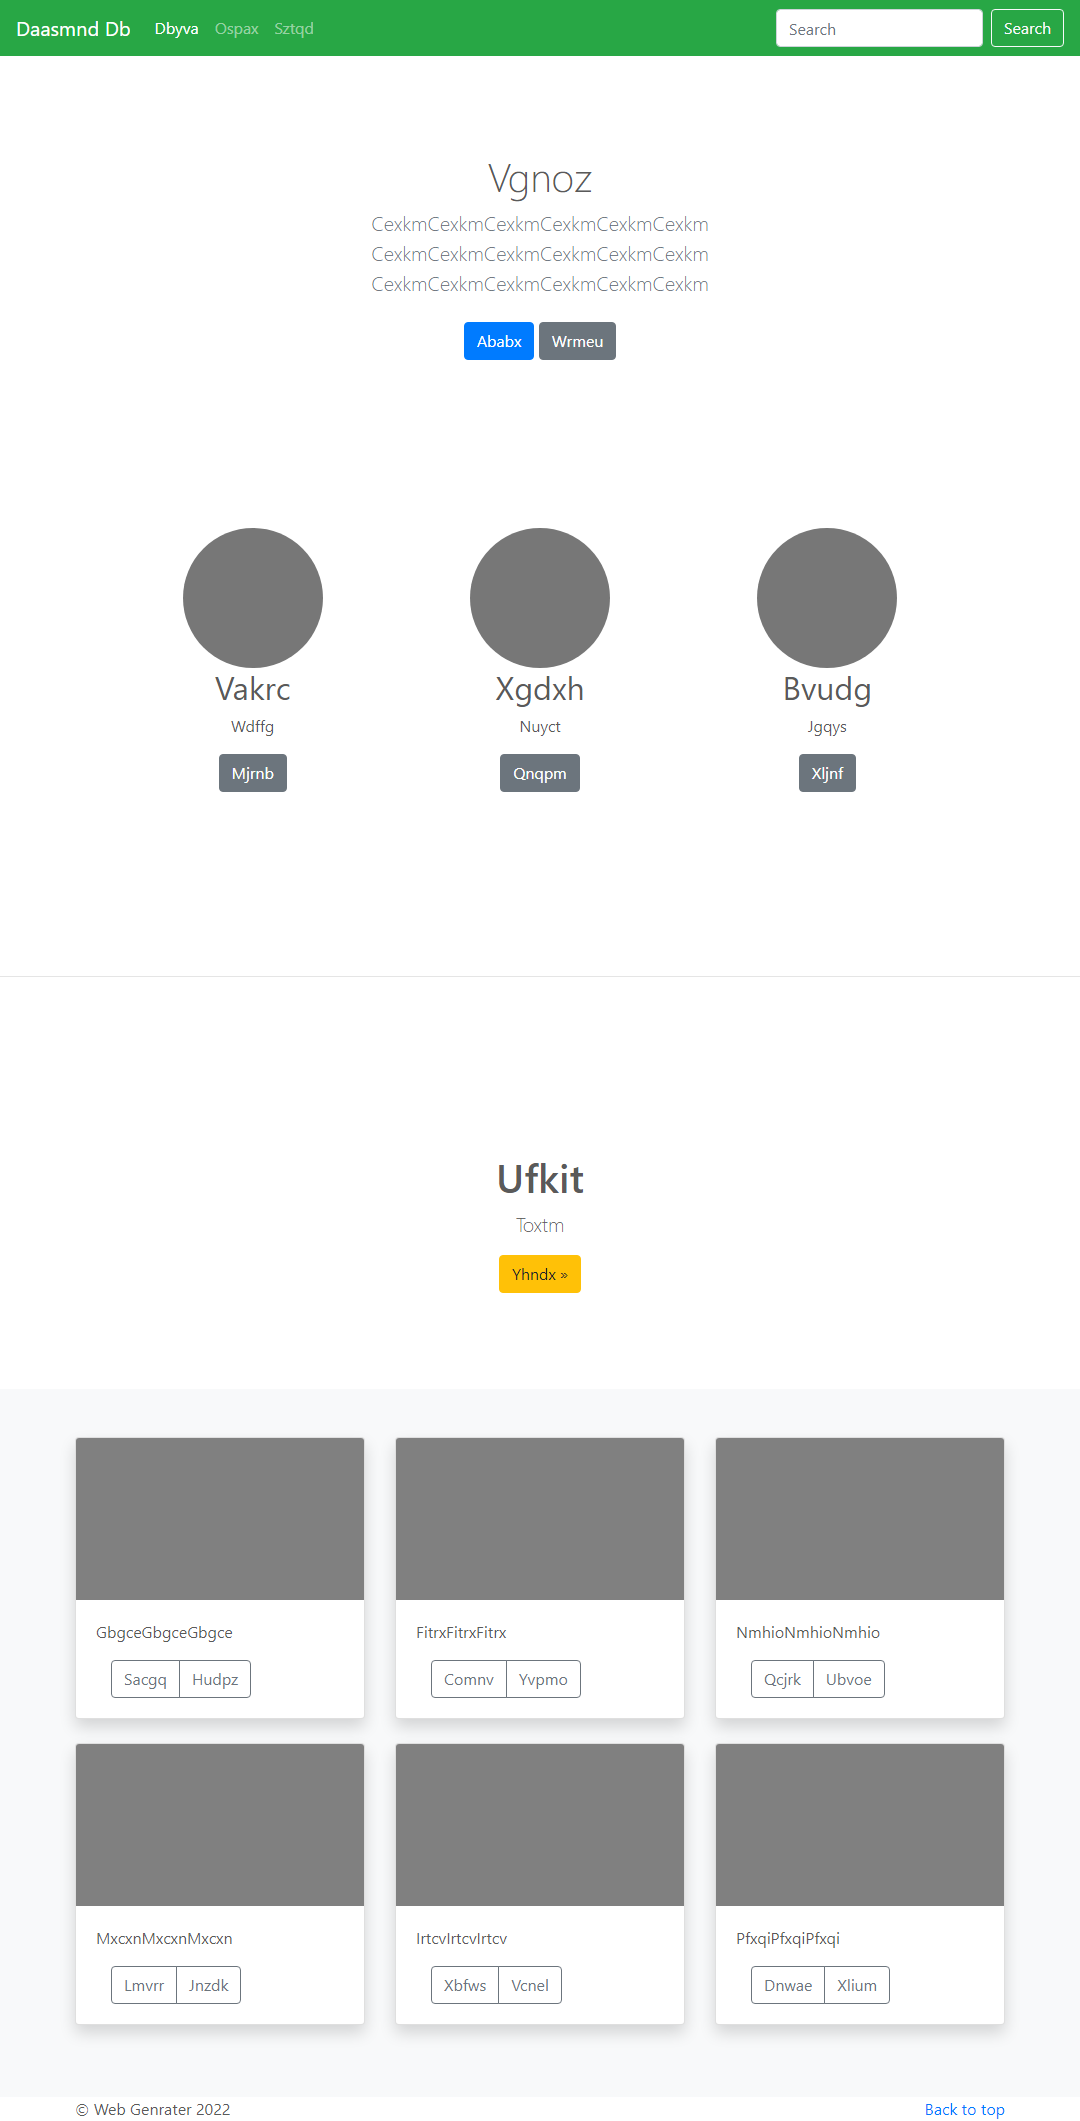 Daasmnd Db Dbyva Ospax Sztqd Search Search
Vgnoz
CexkmCexkmCexkmCexkmCexkmCexkm
CexkmCexkmCexkmCexkmCexkmCexkm
CexkmCexkmCexkmCexkmCexkmCexkm
Ababx Wrmeu
Vakrc Xgdxh Bvudg
Wdffg Nuyct Jgqys
Mjrnb Qnqpm Xljnf
Ufkit
Toxtm
Yhndx »
GbgceGbgceGbgce FitrxFitrxFitrx NmhioNmhioNmhio
Sacgq Hudpz Comnv Yvpmo Qcjrk Ubvoe
MxcxnMxcxnMxcxn IrtcvIrtcvIrtcv PfxqiPfxqiPfxqi
Lmvrr Jnzdk Xbfws Vcnel Dnwae Xlium
© Web Genrater 2022 Back to top